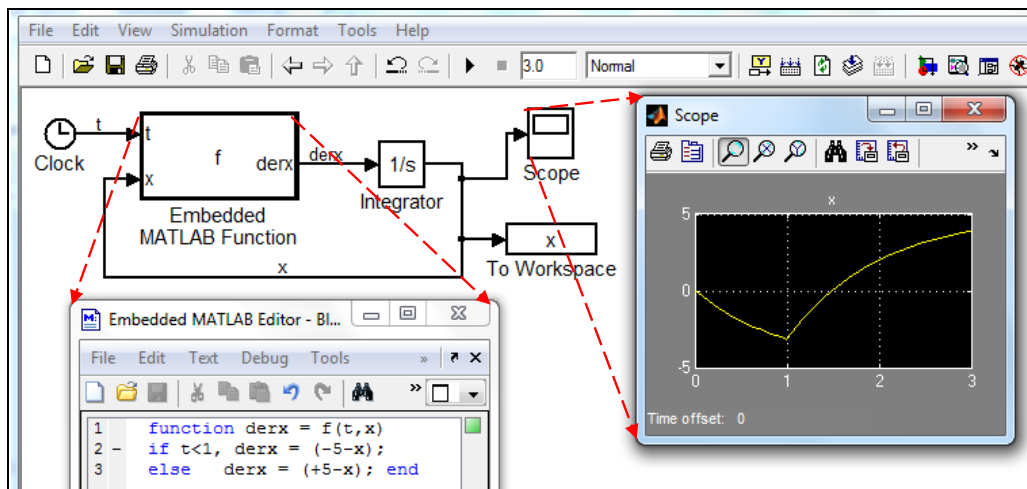 File Edit View Simulation Format Tools Help
3.0 Normal
t
Clock
t
x
f
derx
derx
1/s
Integrator
Embedded
MATLAB Function
x
Scope
x
To Workspace
Scope
x
5
0
-5
0 1 2 3
Time offset: 0
Embedded MATLAB Editor - Bl...
File Edit Text Debug Tools »
1 function derx = f(t,x)
2 - if t<1, derx = (-5-x);
3 else derx = (+5-x); end